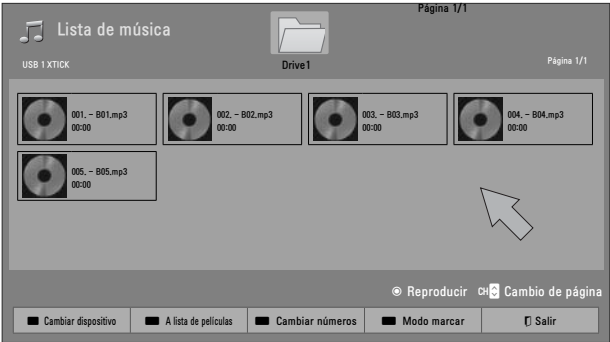 Página 1/1
Lista de música
USB 1 XTICK
Drive1
Página 1/1
001. - B01.mp3
00:00
002. - B02.mp3
00:00
003. - B03.mp3
00:00
004. - B04.mp3
00:00
005. - B05.mp3
00:00
Reproducir CH Cambio de página
Cambiar dispositivo
A lista de películas
Cambiar números
Modo marcar
Salir